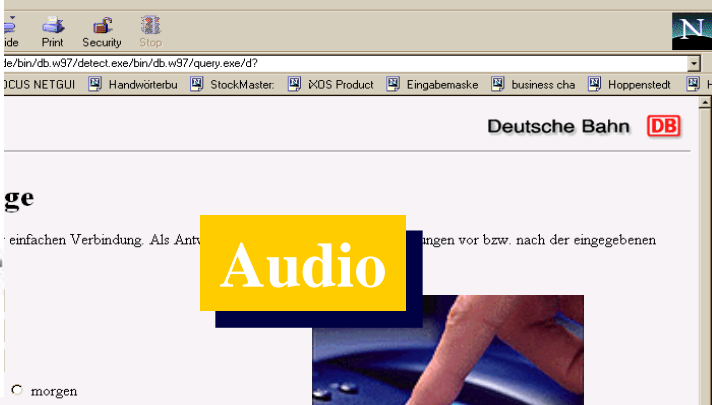 ide Print Security Stop
de/bin/db.w97/detect.exe/bin/db.w97/query.exe/d?
OCUS NETGUI Handwörterbu StockMaster: iXOS Product Eingabemaske business cha Hoppenstedt H
N
Deutsche Bahn DB
ge
einfachen Verbindung. Als Antw ungen vor bzw. nach der eingegebenen
Audio
morgen